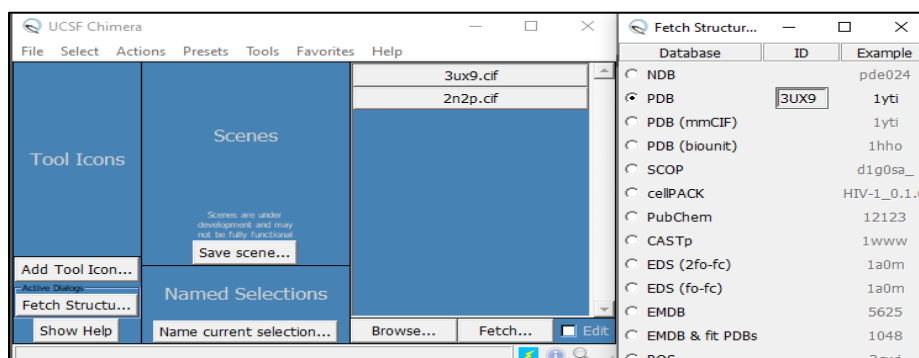 UCSF Chimera
File Select Actions Presets Tools Favorites Help
Tool Icons
Add Tool Icon...
Active Dialogs
Fetch Structu...
Show Help
Scenes
Scenes are under
development and may
not be fully functional
Save scene...
Named Selections
Name current selection...
3ux9.cif
2n2p.cif
Browse...
Fetch...
Edit
Fetch Structur...
Database ID Example
NDB pde024
PDB 3UX9 1yti
PDB (mmCIF) 1yti
PDB (biounit) 1hho
SCOP d1g0sa_
cellPACK HIV-1_0.1.
PubChem 12123
CASTp 1www
EDS (2fo-fc) 1a0m
EDS (fo-fc) 1a0m
EMDB 5625
EMDB & fit PDBs 1048